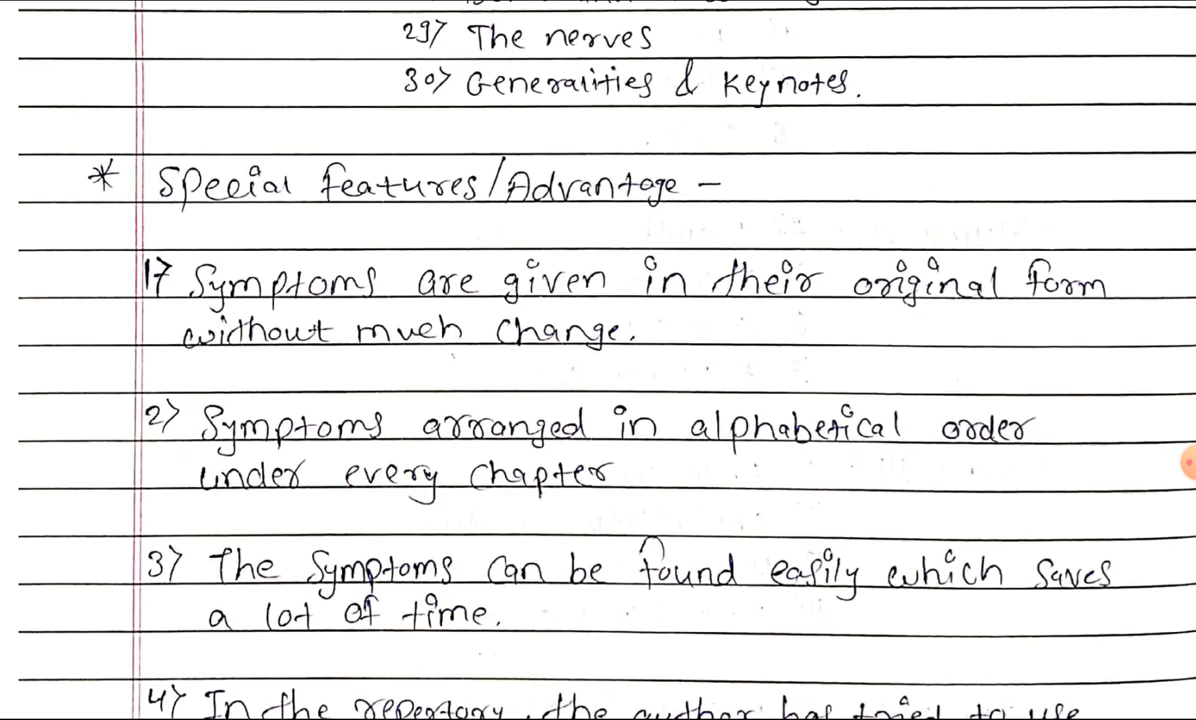 29> The nerves
30> Generalities & Keynotes.
* Special features/Advantage –
1> Symptoms are given in their original form
without much change.
2> Symptoms arranged in alphabetical order
under every chapter
3> The Symptoms can be found easily which saves
a lot of time.
4> In the repertory, the author has tried to use